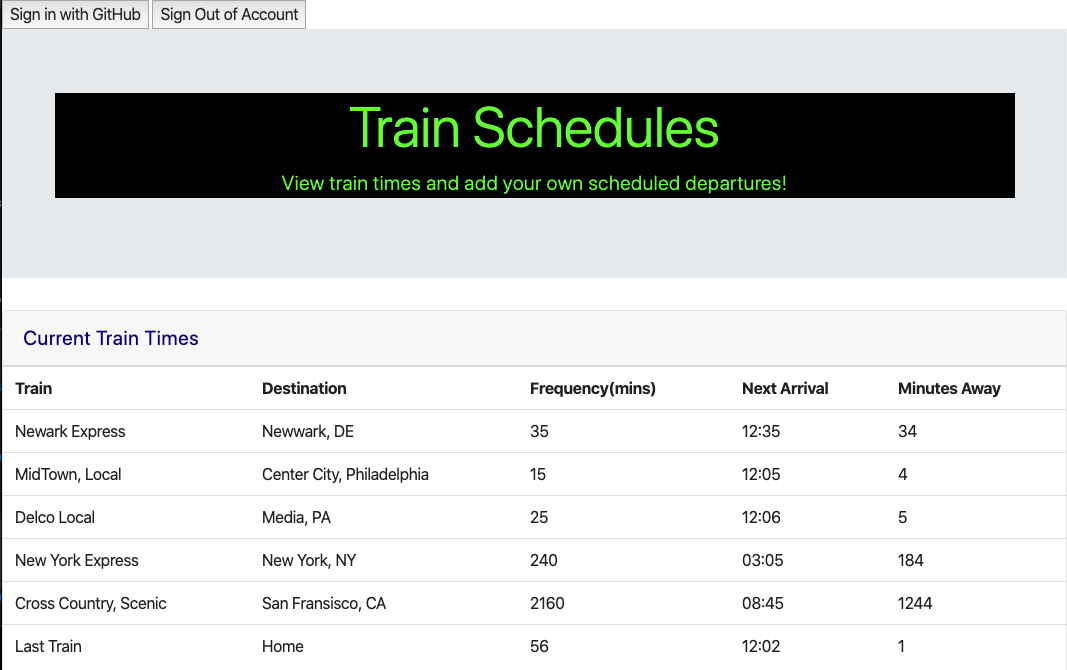 Sign in with GitHub Sign Out of Account
Train Schedules
View train times and add your own scheduled departures!
Current Train Times
Train Destination Frequency(mins) Next Arrival Minutes Away
Newark Express Newwark, DE 35 12:35 34
MidTown, Local Center City, Philadelphia 15 12:05 4
Delco Local Media, PA 25 12:06 5
New York Express New York, NY 240 03:05 184
Cross Country, Scenic San Fransisco, CA 2160 08:45 1244
Last Train Home 56 12:02 1